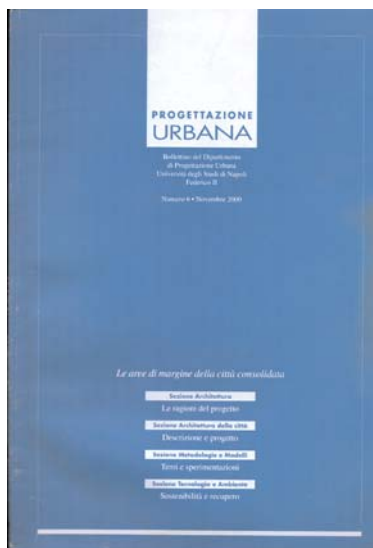 PROGETTAZIONE
URBANA
Bollettino del Dipartimento
di Progettazione Urbana
Università degli Studi di Napoli
Federico II
Numero • Novembre 2000
Le aree di margine della città consolidata
Sezione Architettura
Le ragioni del progetto
Sezione Architettura della città
Descrizione e progetto
Sezione Metodologia e Modelli
Temi e sperimentazioni
Sezione Tecnologia e Ambiente
Sostenibilità e recupero